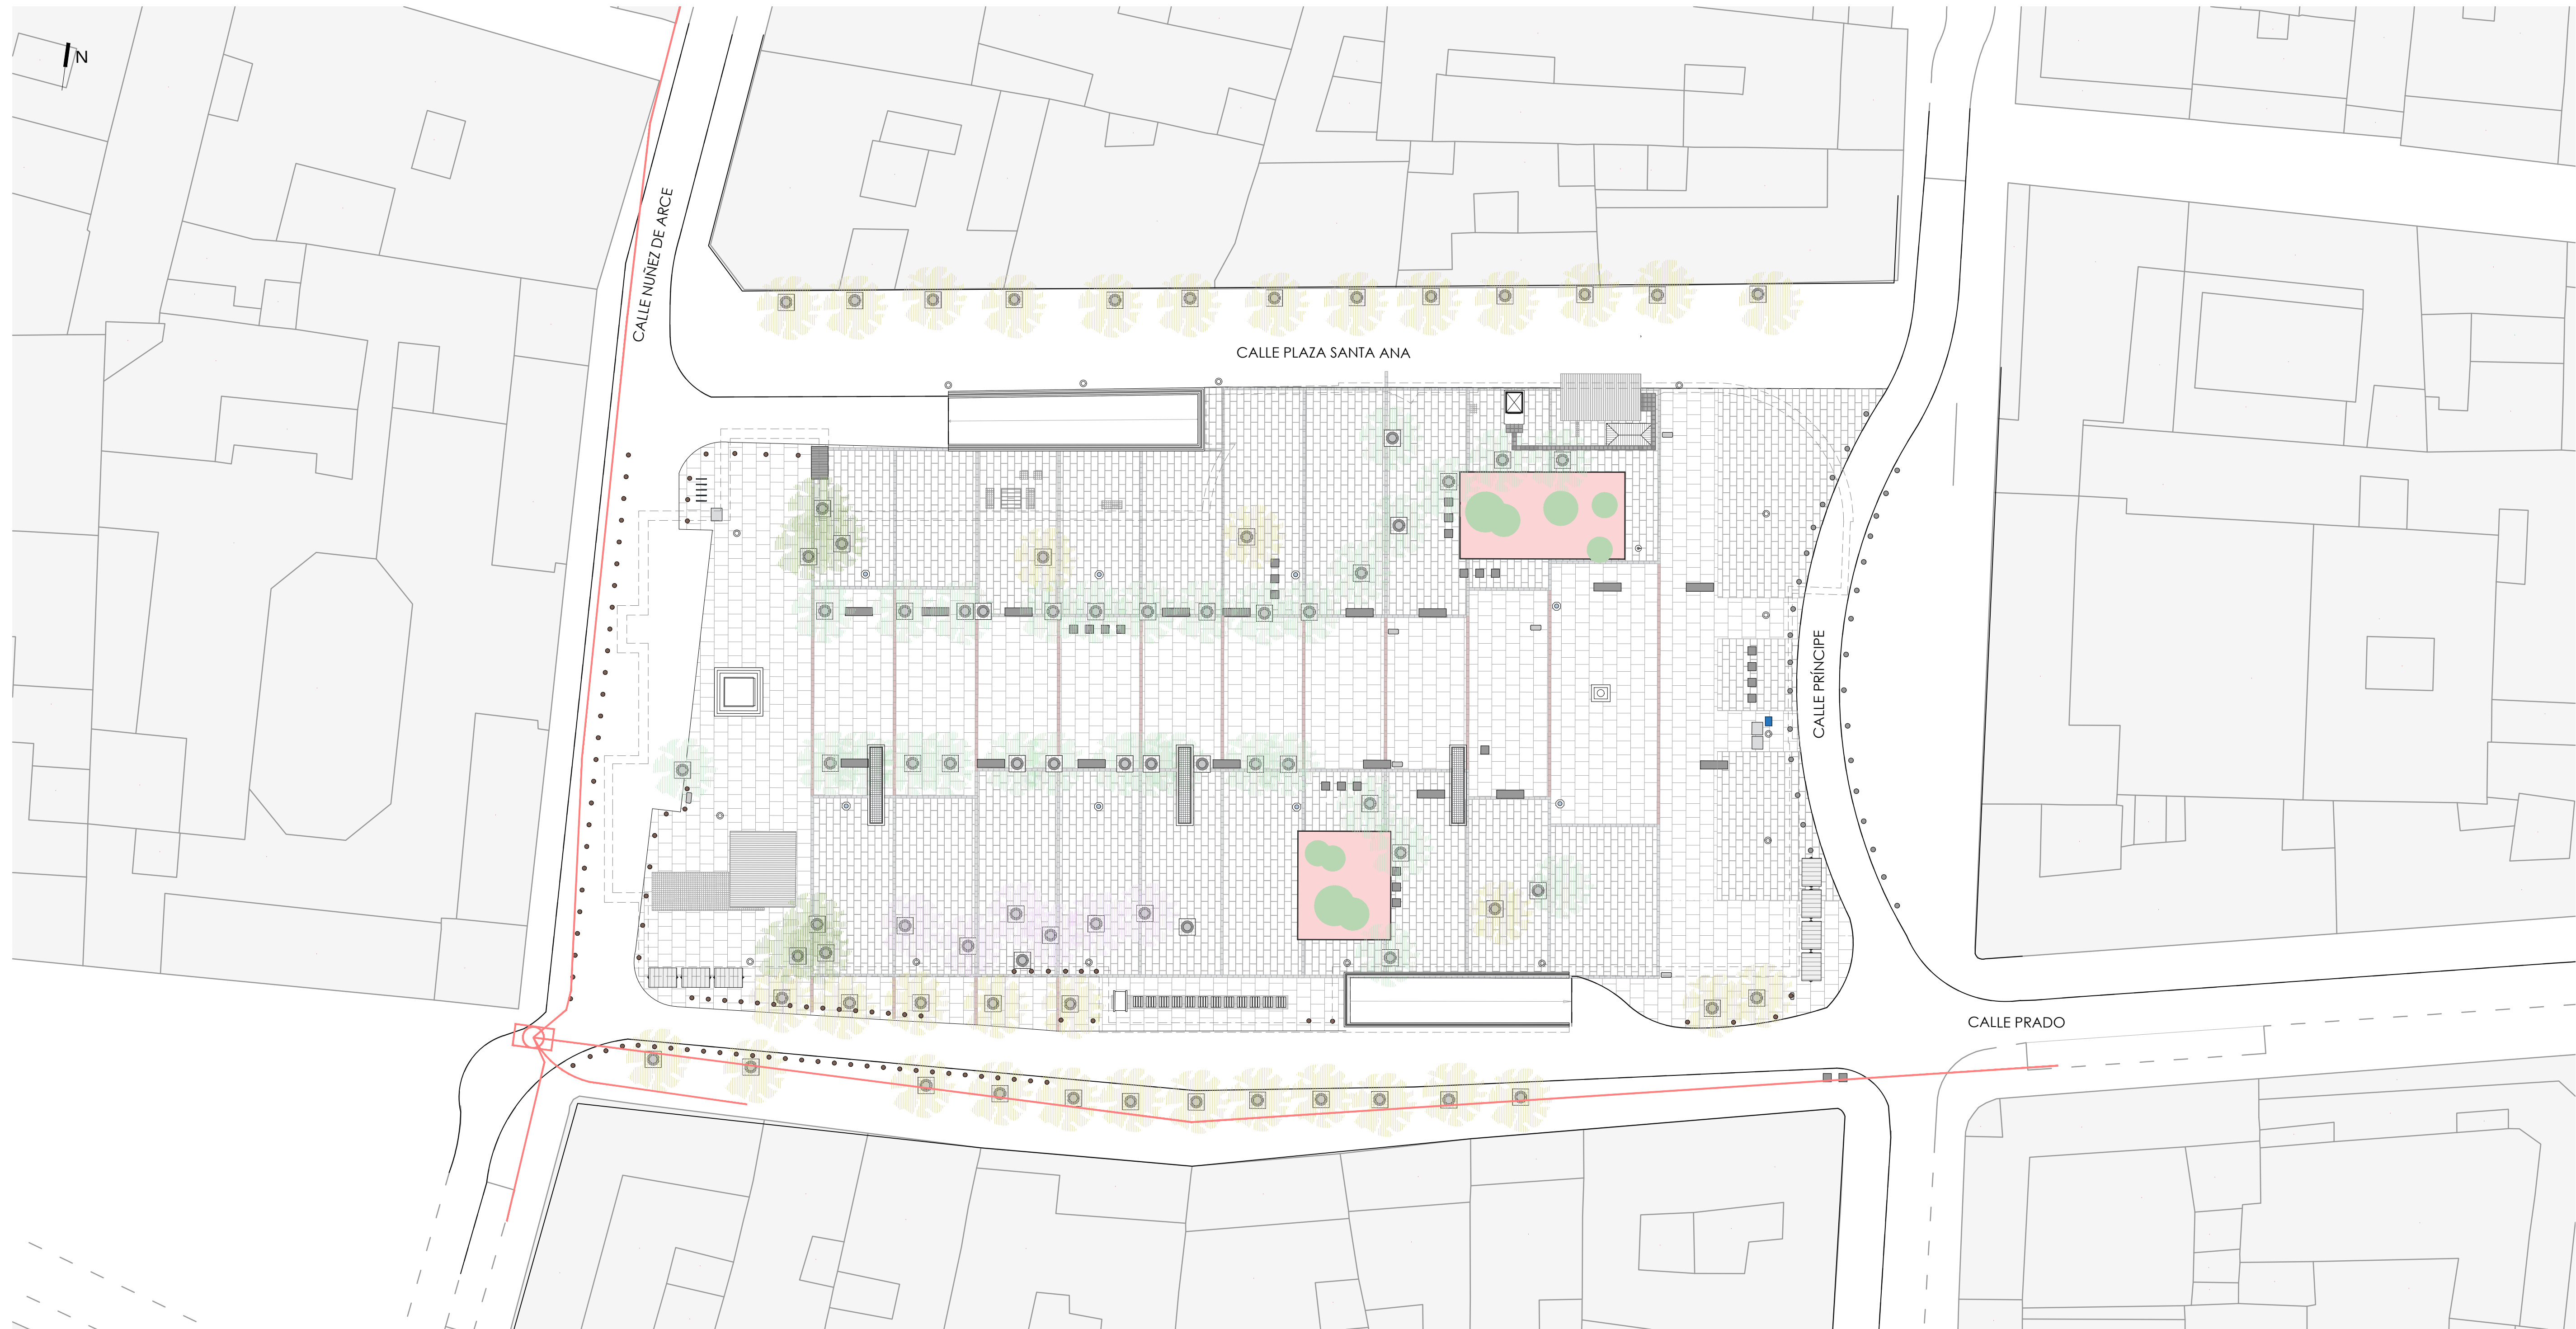 N
CALLE NUÑEZ DE ARCE
CALLE PLAZA SANTA ANA
CALLE PRÍNCIPE
CALLE PRADO